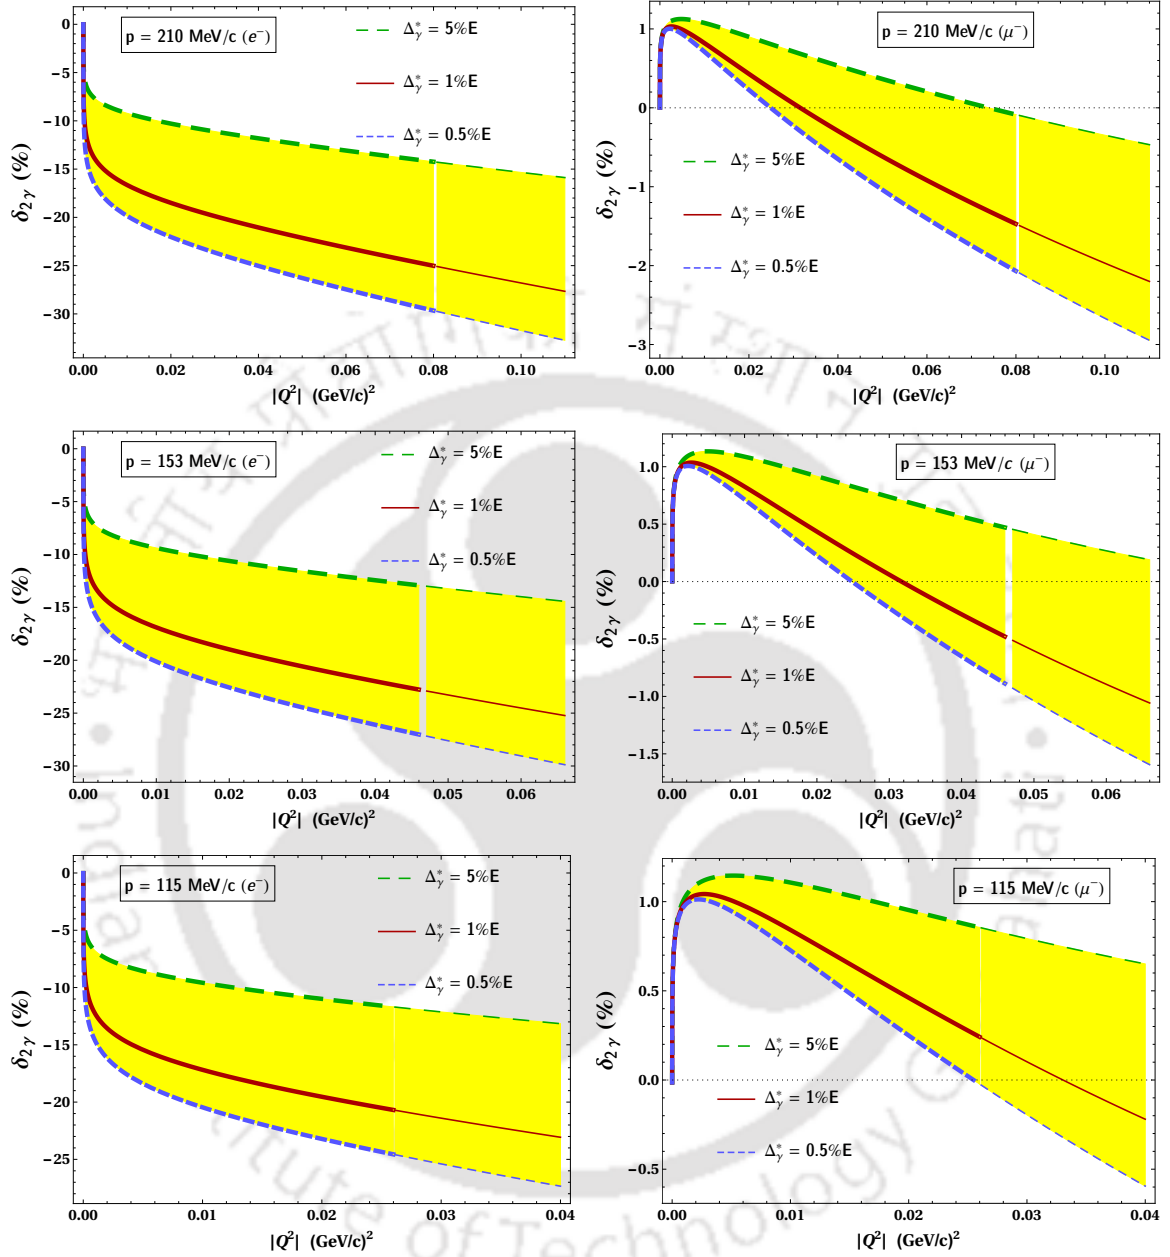 p = 210 MeV/c (e⁻)
Δ*γ = 5%E
Δ*γ = 1%E
Δ*γ = 0.5%E
0
−5
−10
−15
−20
−25
−30
δ2γ (%)
0.00 0.02 0.04 0.06 0.08 0.10
|Q²| (GeV/c)²
p = 210 MeV/c (μ⁻)
Δ*γ = 5%E
Δ*γ = 1%E
Δ*γ = 0.5%E
1
0
−1
−2
−3
δ2γ (%)
0.00 0.02 0.04 0.06 0.08 0.10
|Q²| (GeV/c)²
p = 153 MeV/c (e⁻)
Δ*γ = 5%E
Δ*γ = 1%E
Δ*γ = 0.5%E
0
−5
−10
−15
−20
−25
−30
δ2γ (%)
0.00 0.01 0.02 0.03 0.04 0.05 0.06
|Q²| (GeV/c)²
p = 153 MeV/c (μ⁻)
Δ*γ = 5%E
Δ*γ = 1%E
Δ*γ = 0.5%E
1.0
0.5
0.0
−0.5
−1.0
−1.5
δ2γ (%)
0.00 0.01 0.02 0.03 0.04 0.05 0.06
|Q²| (GeV/c)²
p = 115 MeV/c (e⁻)
Δ*γ = 5%E
Δ*γ = 1%E
Δ*γ = 0.5%E
0
−5
−10
−15
−20
−25
δ2γ (%)
0.00 0.01 0.02 0.03 0.04
|Q²| (GeV/c)²
p = 115 MeV/c (μ⁻)
Δ*γ = 5%E
Δ*γ = 1%E
Δ*γ = 0.5%E
1.0
0.5
0.0
−0.5
δ2γ (%)
0.00 0.01 0.02 0.03 0.04
|Q²| (GeV/c)²
of Technology